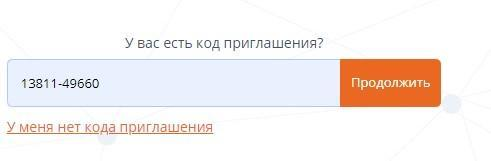 У вас есть код приглашения?
13811-49660
Продолжить
У меня нет кода приглашения